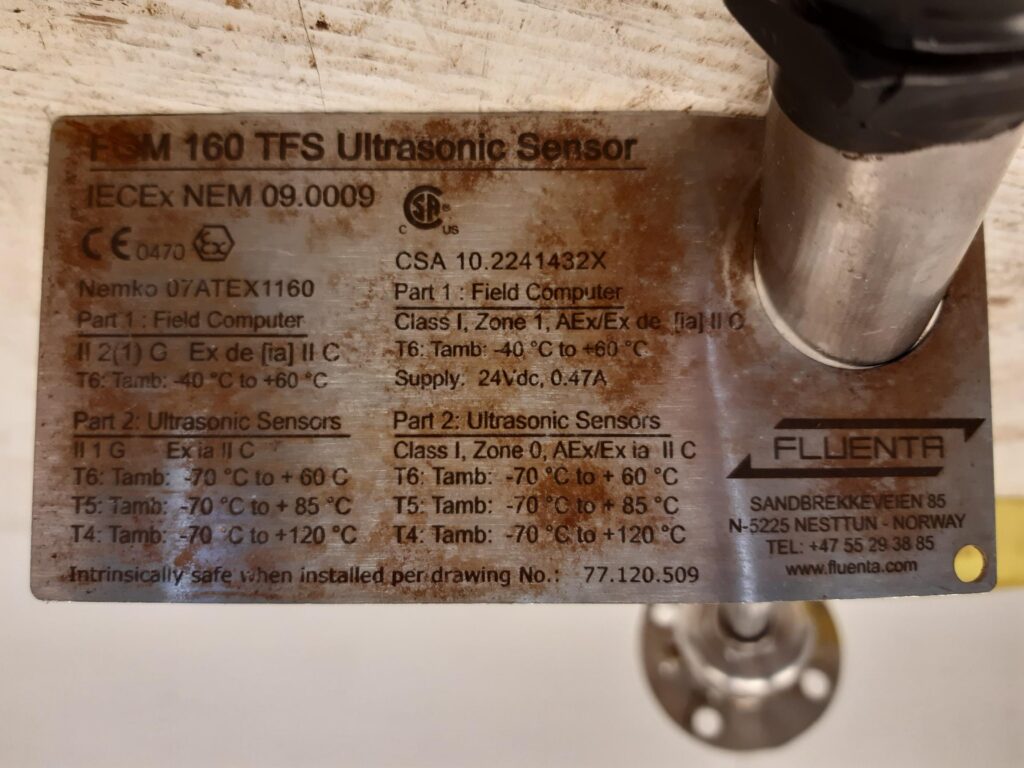 FGM 160 TFS Ultrasonic Sensor
IECEx NEM 09.0009
CE 0470 Ex
Nemko 07ATEX1160
Part 1 : Field Computer
II 2(1) G Ex de [ia] II C
T6: Tamb: -40 °C to +60 °C
Part 2: Ultrasonic Sensors
II 1 G Ex ia II C
T6: Tamb: -70 °C to + 60 C
T5: Tamb: -70 °C to + 85 °C
T4: Tamb: -70 °C to +120 °C
C SA ® US
CSA 10.2241432X
Part 1 : Field Computer
Class I, Zone 1, AEx/Ex de [ia] II C
T6: Tamb: -40 °C to +60 °C
Supply: 24Vdc, 0.47A
Part 2: Ultrasonic Sensors
Class I, Zone 0, AEx/Ex ia II C
T6: Tamb: -70 °C to + 60 °C
T5: Tamb: -70 °C to + 85 °C
T4: Tamb: -70 °C to +120 °C
Intrinsically safe when installed per drawing No.: 77.120.509
FLUENTA
SANDBREKKEVEIEN 85
N-5225 NESTTUN - NORWAY
TEL: +47 55 29 38 85
www.fluenta.com